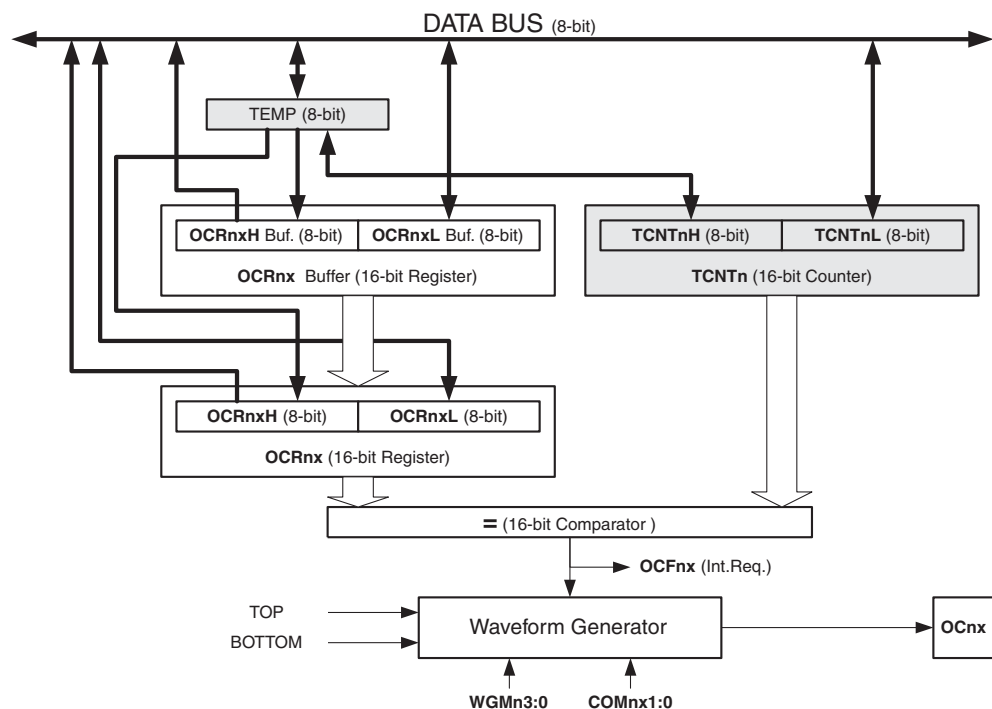 DATA BUS (8-bit)
TEMP (8-bit)
OCRnxH Buf. (8-bit)
OCRnxL Buf. (8-bit)
OCRnx Buffer (16-bit Register)
TCNTnH (8-bit)
TCNTnL (8-bit)
TCNTn (16-bit Counter)
OCRnxH (8-bit)
OCRnxL (8-bit)
OCRnx (16-bit Register)
= (16-bit Comparator )
OCFnx (Int.Req.)
TOP
BOTTOM
Waveform Generator
OCnx
WGMn3:0
COMnx1:0